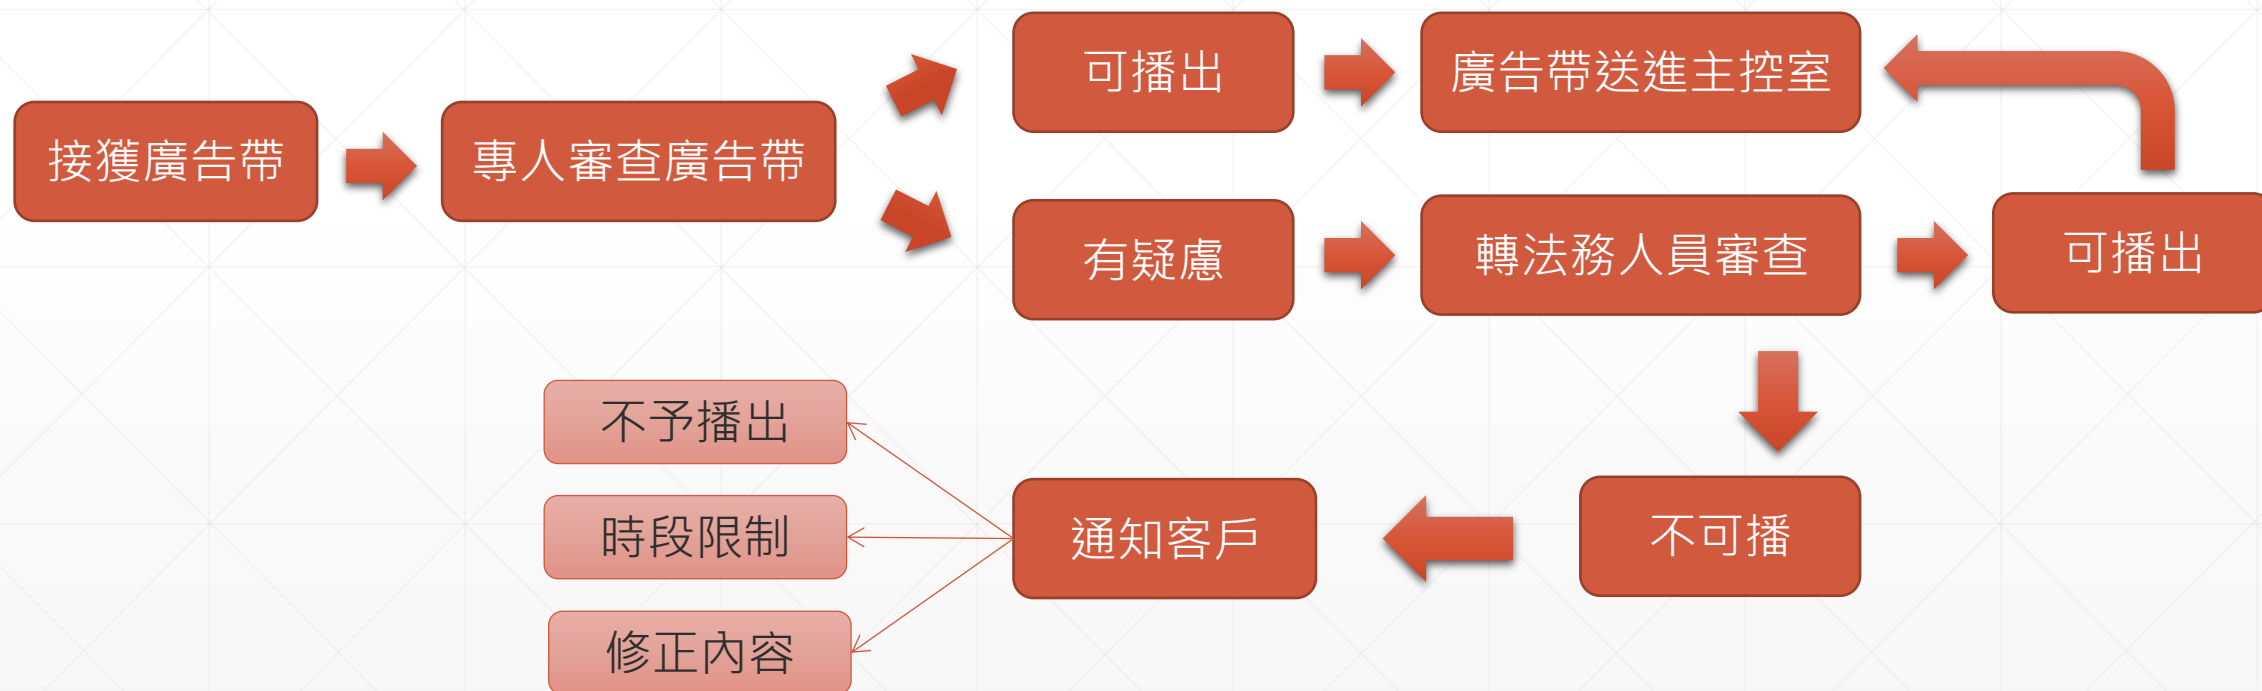 接獲廣告帶
專人審查廣告帶
可播出
廣告帶送進主控室
有疑慮
轉法務人員審查
可播出
不可播
通知客戶
不予播出
時段限制
修正內容